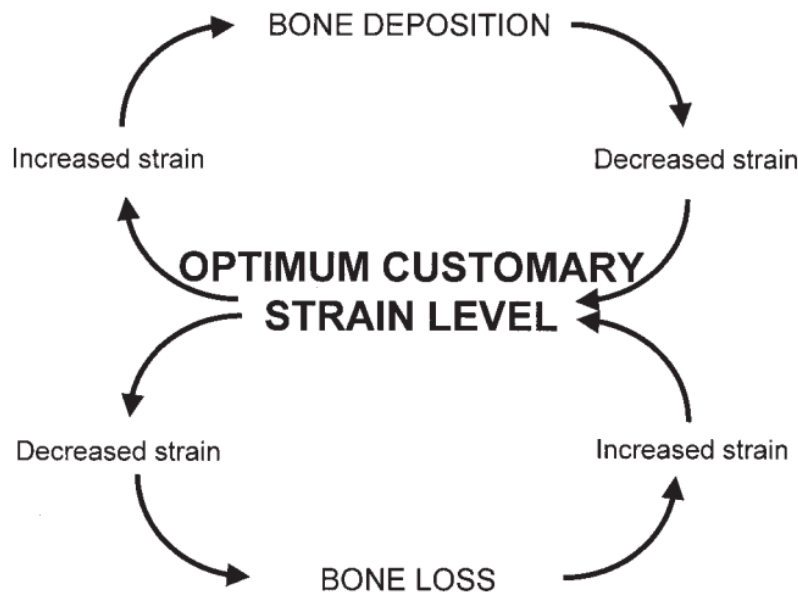 BONE DEPOSITION
Increased strain
Decreased strain
OPTIMUM CUSTOMARY
STRAIN LEVEL
Decreased strain
Increased strain
BONE LOSS